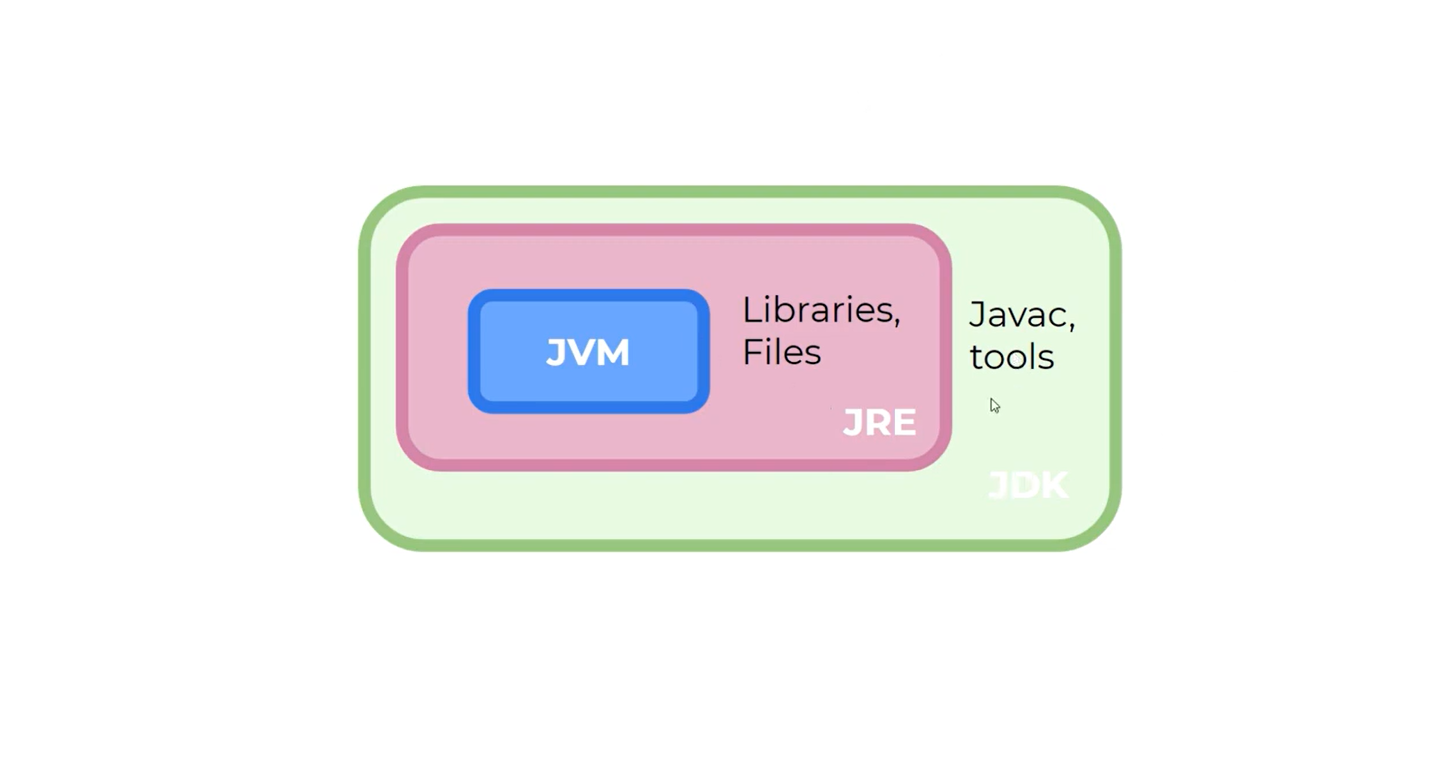 JVM
Libraries,
Files
JRE
Javac,
tools
JDK